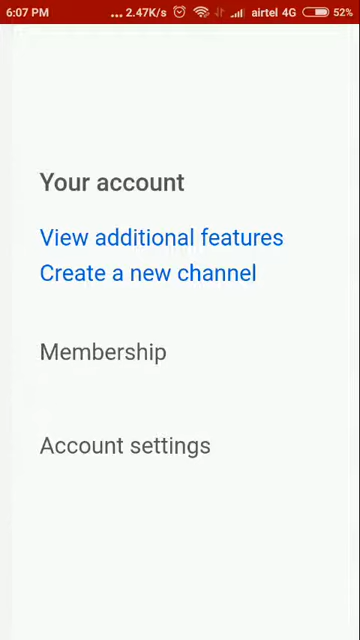 6:07 PM ... 2.47K/s airtel 4G 52%
Your account
View additional features
Create a new channel
Membership
Account settings